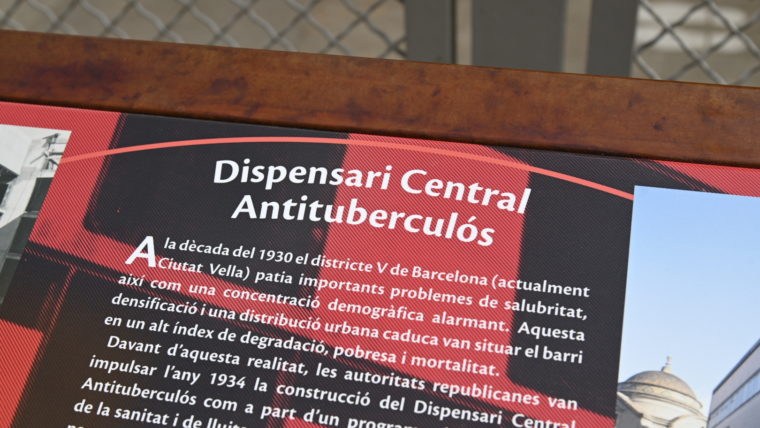 Dispensari Central
Antituberculós
A la dècada del 1930 el districte V de Barcelona (actualment
Ciutat Vella) patia importants problemes de salubritat,
així com una concentració demogràfica alarmant. Aquesta
densificació i una distribució urbana caduca van situar el barri
en un alt índex de degradació, pobresa i mortalitat.
Davant d'aquesta realitat, les autoritats republicanes van
impulsar l'any 1934 la construcció del Dispensari Central
Antituberculós com a part d'un program
de la sanitat i de lluita